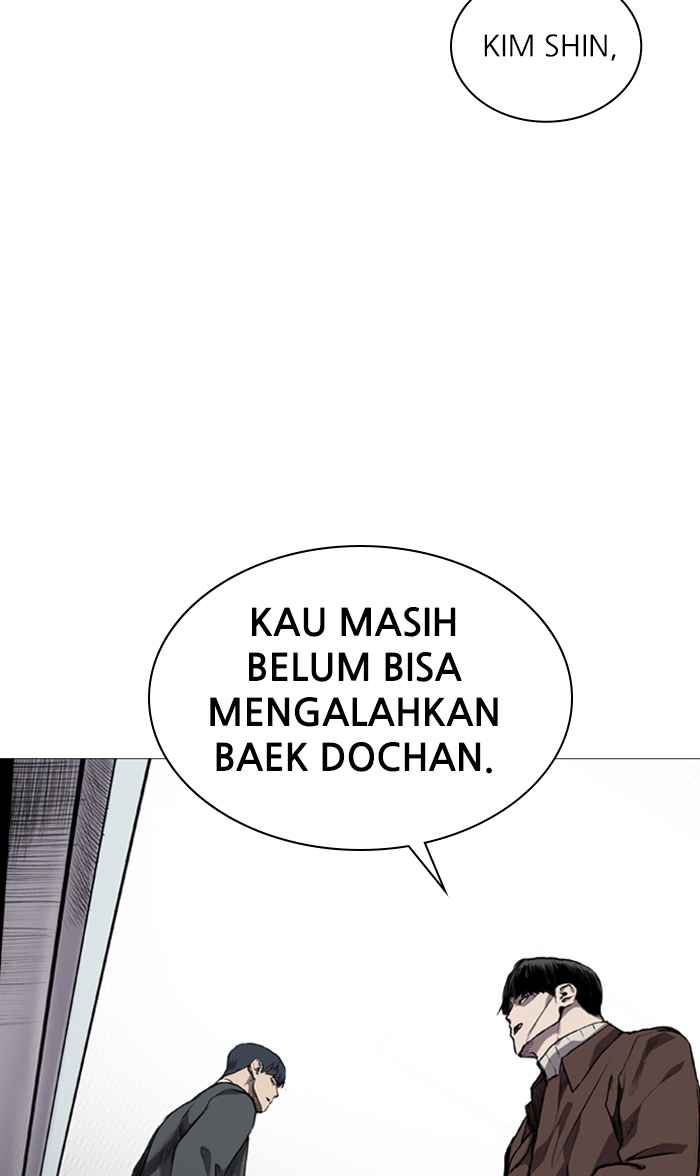 KIM SHIN,
KAU MASIH
BELUM BISA
MENGALAHKAN
BAEK DOCHAN.